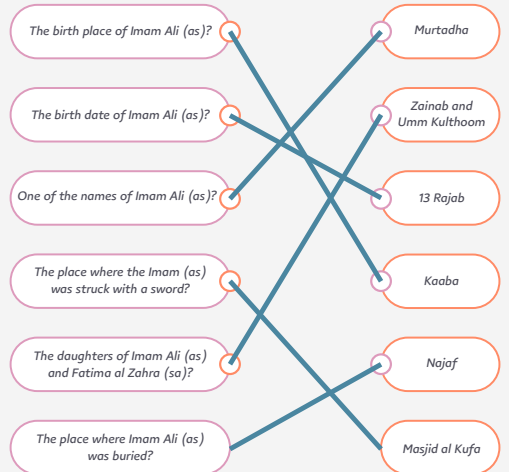 The birth place of Imam Ali (as)?
Murtadha
The birth date of Imam Ali (as)?
Zainab and
Umm Kulthoom
One of the names of Imam Ali (as)?
13 Rajab
The place where the Imam (as)
was struck with a sword?
Kaaba
The daughters of Imam Ali (as)
and Fatima al Zahra (sa)?
Najaf
The place where Imam Ali (as)
was buried?
Masjid al Kufa